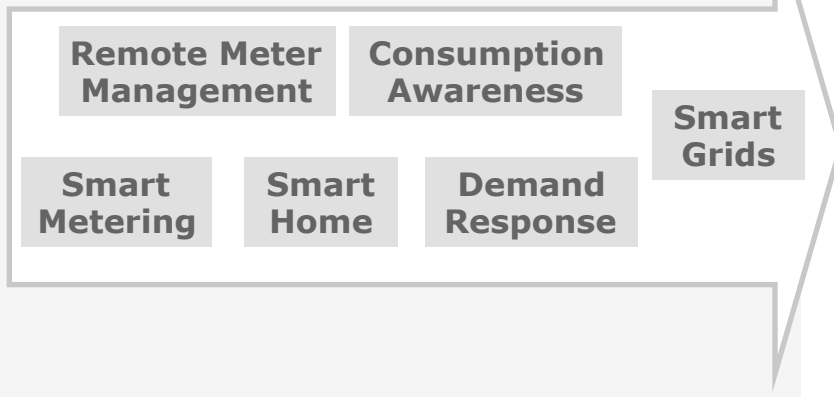 Remote Meter
Management
Consumption
Awareness
Smart
Grids
Smart
Metering
Smart
Home
Demand
Response